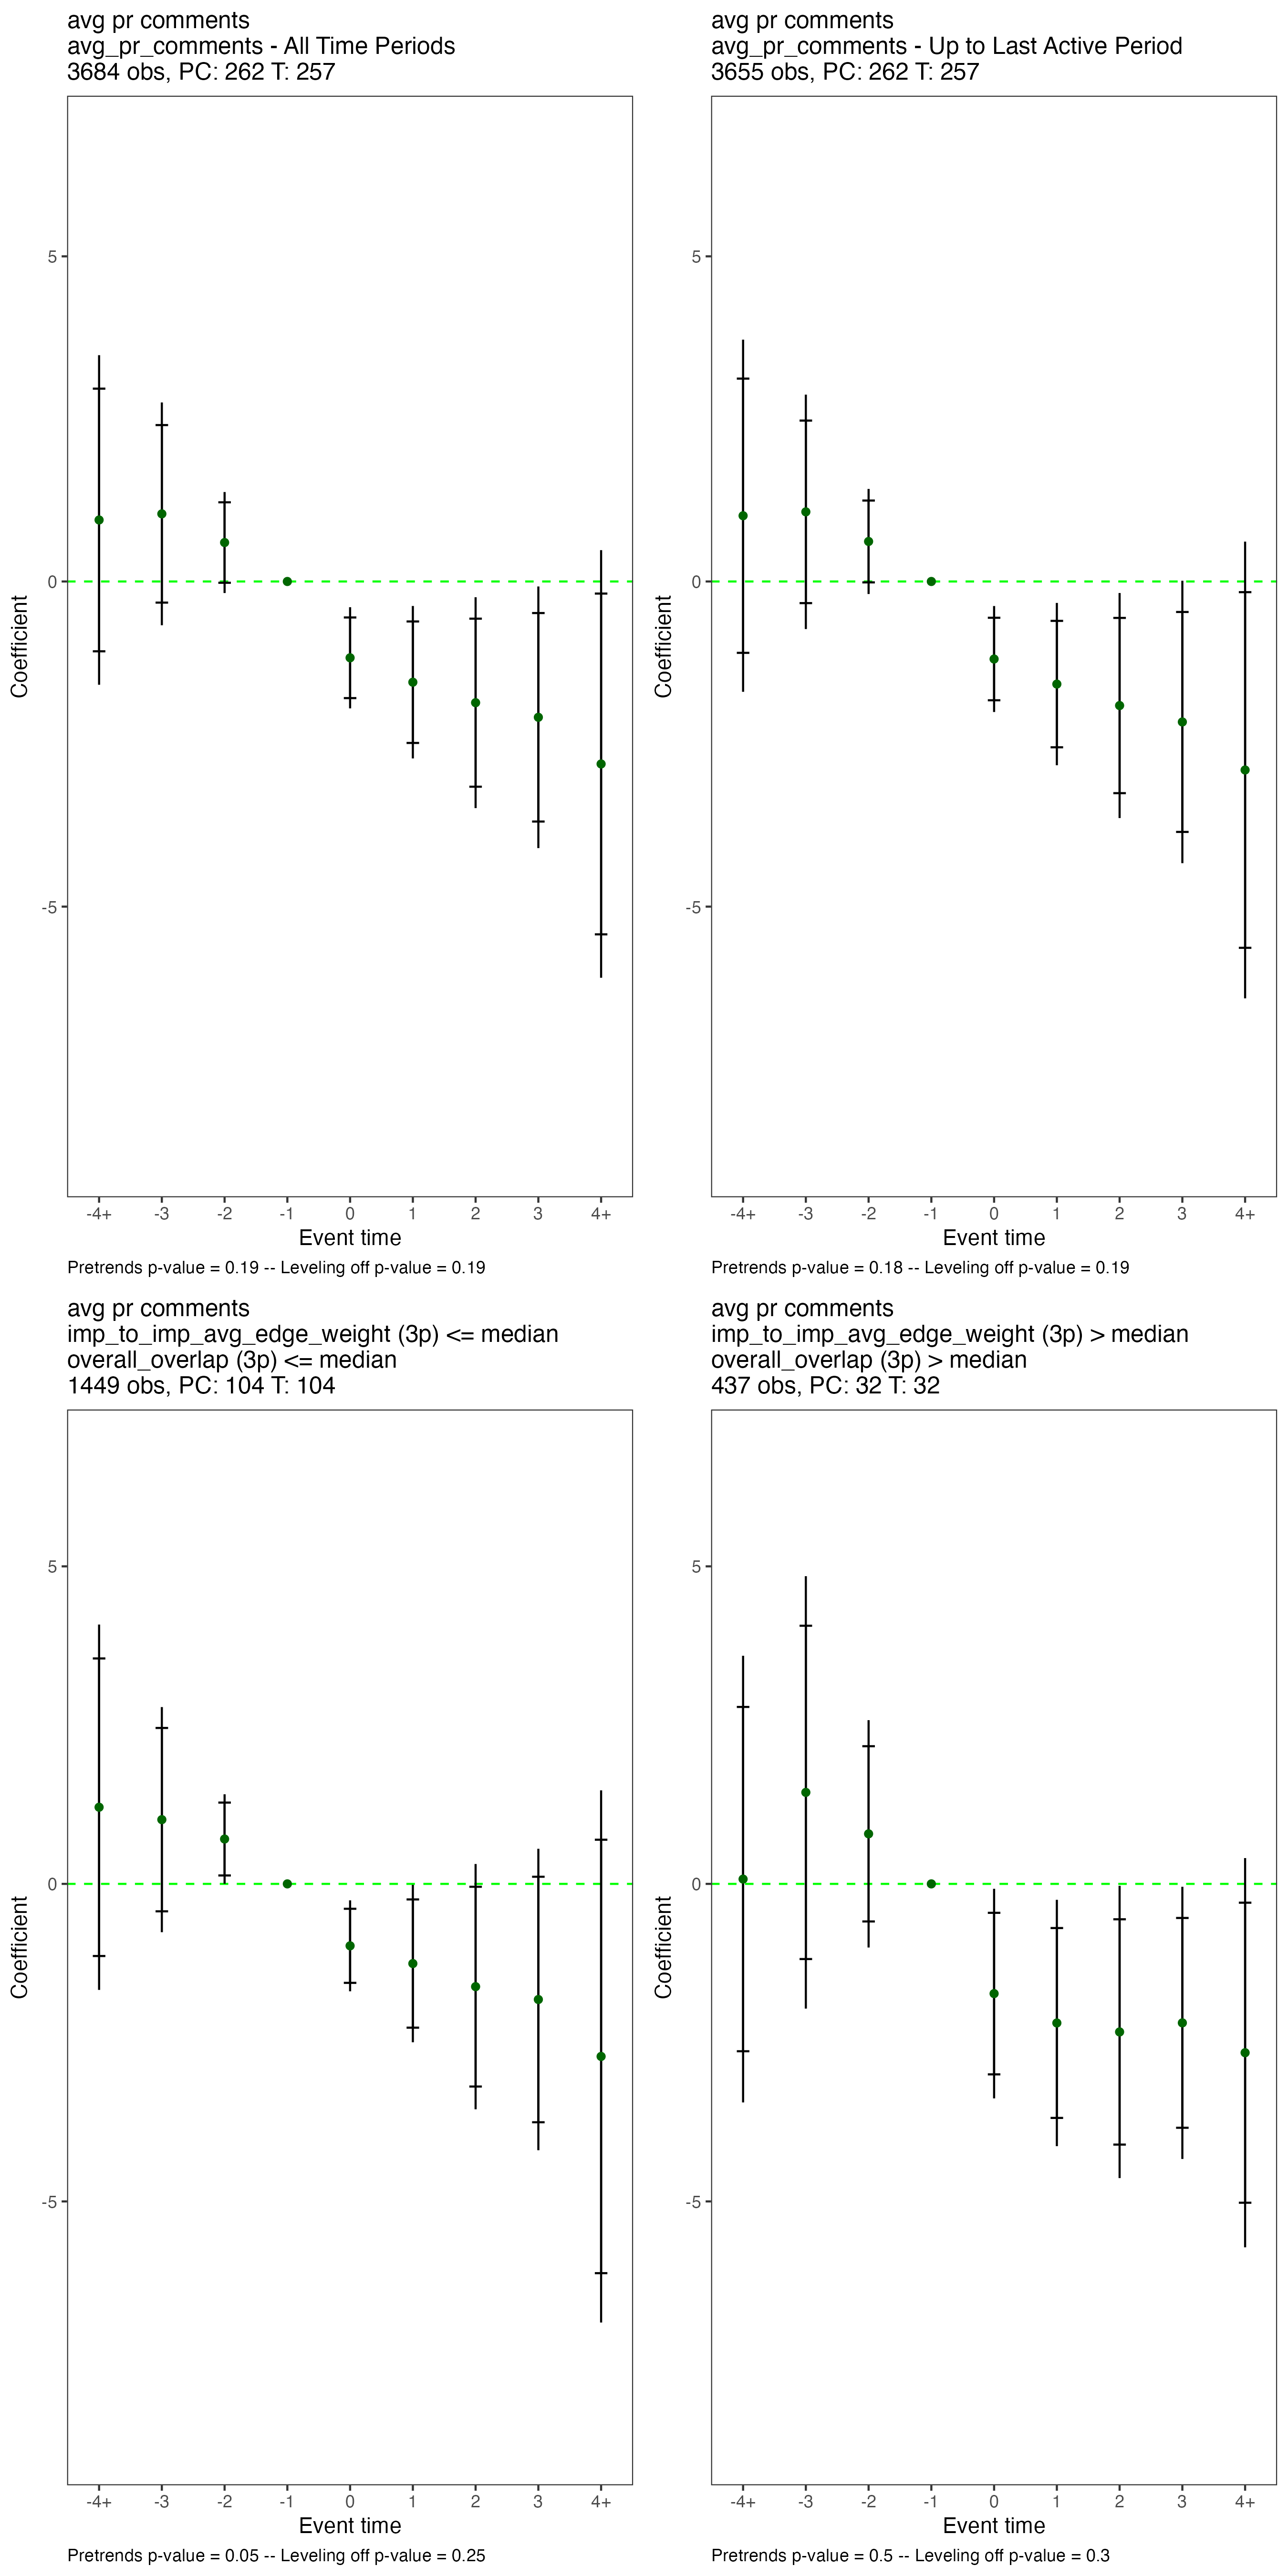 avg pr comments
avg_pr_comments - All Time Periods
3684 obs, PC: 262 T: 257
5
0
-5
Coefficient
-4+ -3 -2 -1 0 1 2 3 4+
Event time
Pretrends p-value = 0.19 -- Leveling off p-value = 0.19
avg pr comments
avg_pr_comments - Up to Last Active Period
3655 obs, PC: 262 T: 257
5
0
-5
Coefficient
-4+ -3 -2 -1 0 1 2 3 4+
Event time
Pretrends p-value = 0.18 -- Leveling off p-value = 0.19
avg pr comments
imp_to_imp_avg_edge_weight (3p) <= median
overall_overlap (3p) <= median
1449 obs, PC: 104 T: 104
5
0
-5
Coefficient
-4+ -3 -2 -1 0 1 2 3 4+
Event time
Pretrends p-value = 0.05 -- Leveling off p-value = 0.25
avg pr comments
imp_to_imp_avg_edge_weight (3p) > median
overall_overlap (3p) > median
437 obs, PC: 32 T: 32
5
0
-5
Coefficient
-4+ -3 -2 -1 0 1 2 3 4+
Event time
Pretrends p-value = 0.5 -- Leveling off p-value = 0.3